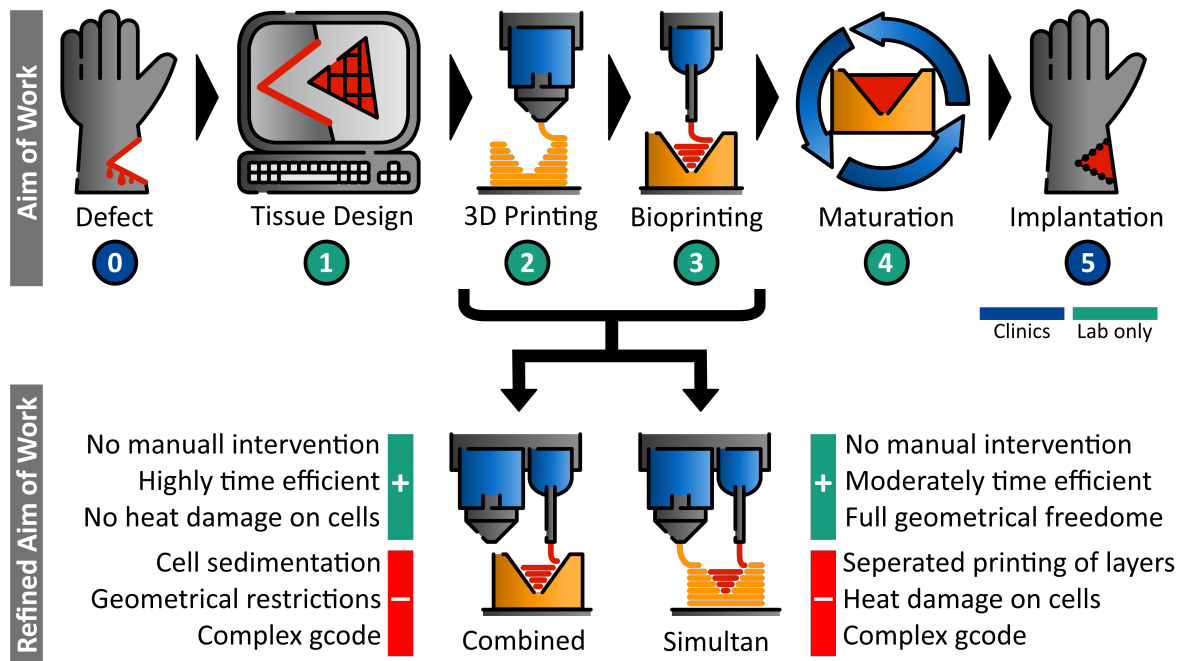 Aim of Work
Defect
Tissue Design
3D Printing
Bioprinting
Maturation
Implantation
0
1
2
3
4
5
Clinics
Lab only
Refined Aim of Work
No manuall intervention
Highly time efficient
No heat damage on cells
+
Cell sedimentation
Geometrical restrictions
Complex gcode
−
Combined
Simultan
+
No manual intervention
Moderately time efficient
Full geometrical freedome
−
Seperated printing of layers
Heat damage on cells
Complex gcode